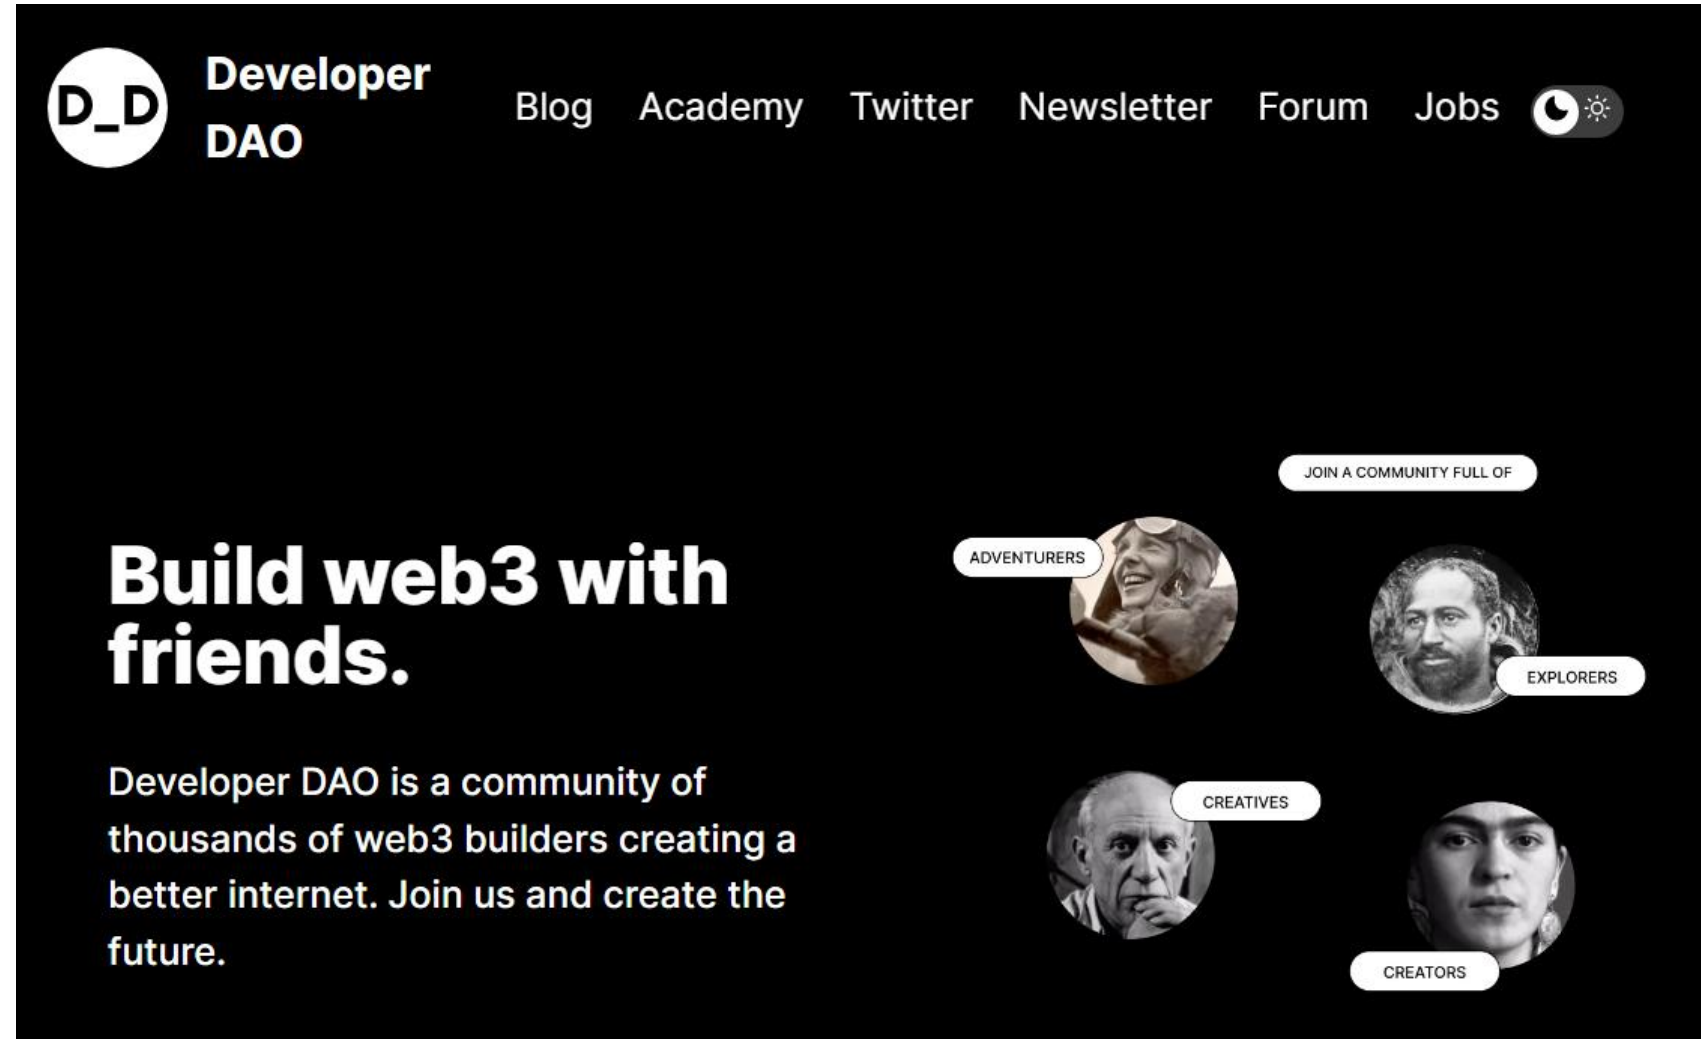 D_D
Developer
DAO
Blog Academy Twitter Newsletter Forum Jobs
JOIN A COMMUNITY FULL OF
ADVENTURERS
Build web3 with
friends.
EXPLORERS
Developer DAO is a community of
thousands of web3 builders creating a
better internet. Join us and create the
future.
CREATIVES
CREATORS